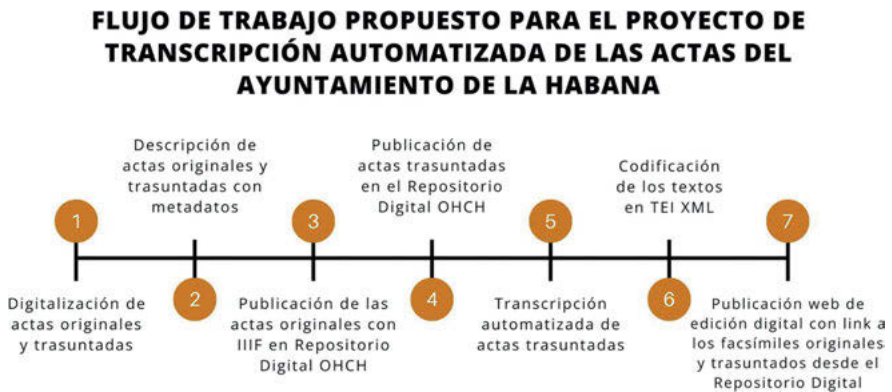 FLUJO DE TRABAJO PROPUESTO PARA EL PROYECTO DE
TRANSCRIPCIÓN AUTOMATIZADA DE LAS ACTAS DEL
AYUNTAMIENTO DE LA HABANA
1
Digitalización de
actas originales
y trasuntadas
Descripción de
actas originales y
trasuntadas con
metadatos
2
3
Publicación de las
actas originales con
IIIF en Repositorio
Digital OHCH
Publicación de
actas trasuntadas
en el Repositorio
Digital OHCH
4
5
Transcripción
automatizada de
actas trasuntadas
Codificación
de los textos
en TEI XML
6
7
Publicación web de
edición digital con link a
los facsímiles originales
y trasuntados desde el
Repositorio Digital